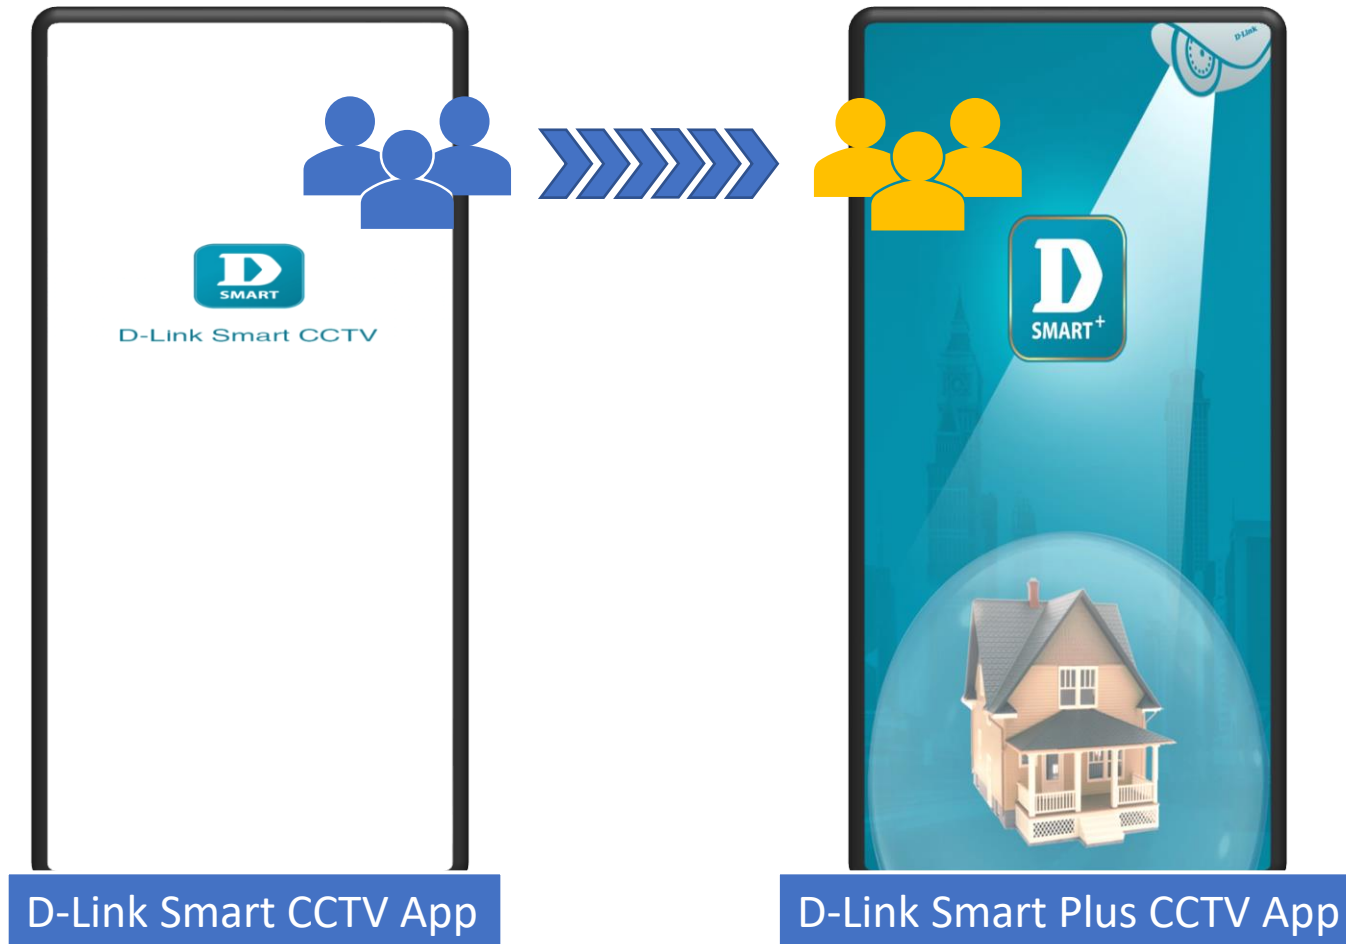 D
SMART
D-Link Smart CCTV
D-Link Smart CCTV App
D-Link
D
SMART+
D-Link Smart Plus CCTV App